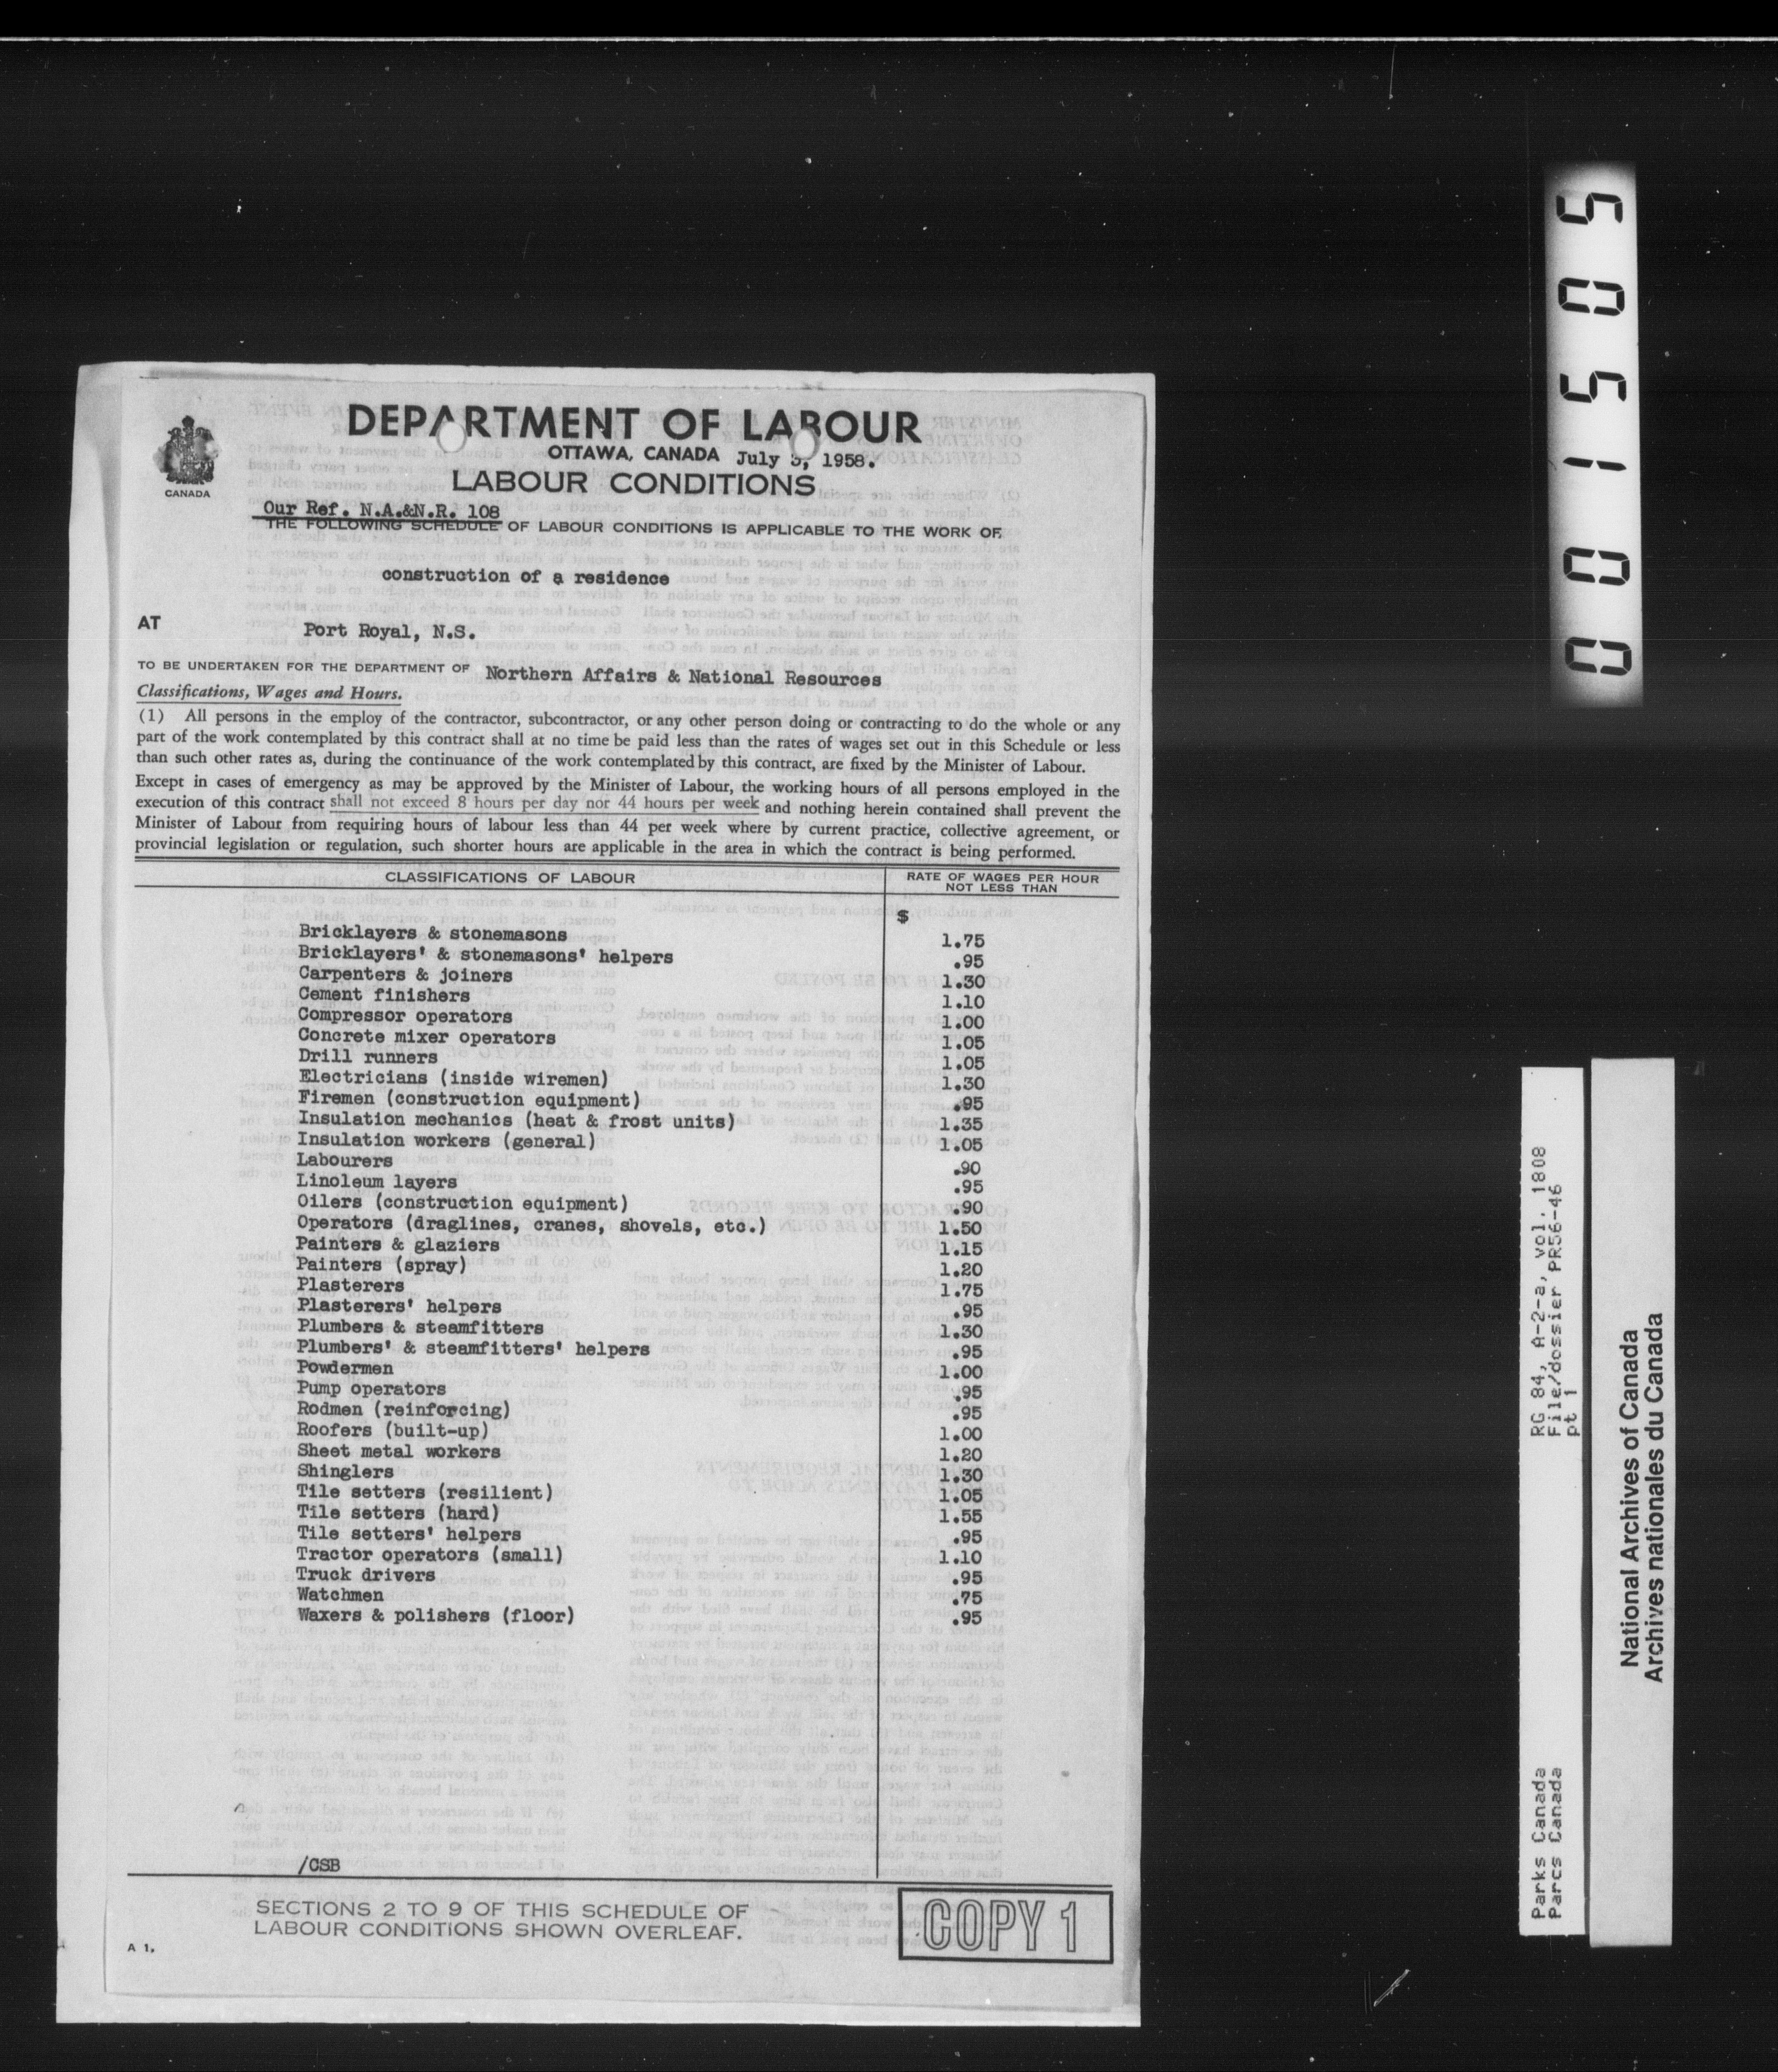 DEPARTMENT OF LABOUR
OTTAWA, CANADA July 3, 1958.
CANADA
LABOUR CONDITIONS
Our Ref. N.A.&N.R. 108
THE FOLLOWING SCHEDULE OF LABOUR CONDITIONS IS APPLICABLE TO THE WORK OF
construction of a residence
AT Port Royal, N.S.
TO BE UNDERTAKEN FOR THE DEPARTMENT OF Northern Affairs & National Resources
Classifications, Wages and Hours.
(1) All persons in the employ of the contractor, subcontractor, or any other person doing or contracting to do the whole or any
part of the work contemplated by this contract shall at no time be paid less than the rates of wages set out in this Schedule or less
than such other rates as, during the continuance of the work contemplated by this contract, are fixed by the Minister of Labour.
Except in cases of emergency as may be approved by the Minister of Labour, the working hours of all persons employed in the
execution of this contract shall not exceed 8 hours per day nor 44 hours per week and nothing herein contained shall prevent the
Minister of Labour from requiring hours of labour less than 44 per week where by current practice, collective agreement, or
provincial legislation or regulation, such shorter hours are applicable in the area in which the contract is being performed.
CLASSIFICATIONS OF LABOUR RATE OF WAGES PER HOUR
NOT LESS THAN
$
Bricklayers & stonemasons 1.75
Bricklayers' & stonemasons' helpers .95
Carpenters & joiners 1.30
Cement finishers 1.10
Compressor operators 1.00
Concrete mixer operators 1.05
Drill runners 1.05
Electricians (inside wiremen) 1.30
Firemen (construction equipment) .95
Insulation mechanics (heat & frost units) 1.35
Insulation workers (general) 1.05
Labourers .90
Linoleum layers .95
Oilers (construction equipment) .90
Operators (draglines, cranes, shovels, etc.) 1.50
Painters & glaziers 1.15
Painters (spray) 1.20
Plasterers 1.75
Plasterers' helpers .95
Plumbers & steamfitters 1.30
Plumbers' & steamfitters' helpers .95
Powdermen 1.00
Pump operators .95
Rodmen (reinforcing) .95
Roofers (built-up) 1.00
Sheet metal workers 1.20
Shinglers 1.30
Tile setters (resilient) 1.05
Tile setters (hard) 1.55
Tile setters' helpers .95
Tractor operators (small) 1.10
Truck drivers .95
Watchmen .75
Waxers & polishers (floor) .95
/CSB
SECTIONS 2 TO 9 OF THIS SCHEDULE OF
LABOUR CONDITIONS SHOWN OVERLEAF.
COPY 1
A 1.
001505
Parks Canada RG 84, A-2-a, vol. 1808
Parcs Canada File/dossier PR56-46
pt 1
National Archives of Canada
Archives nationales du Canada